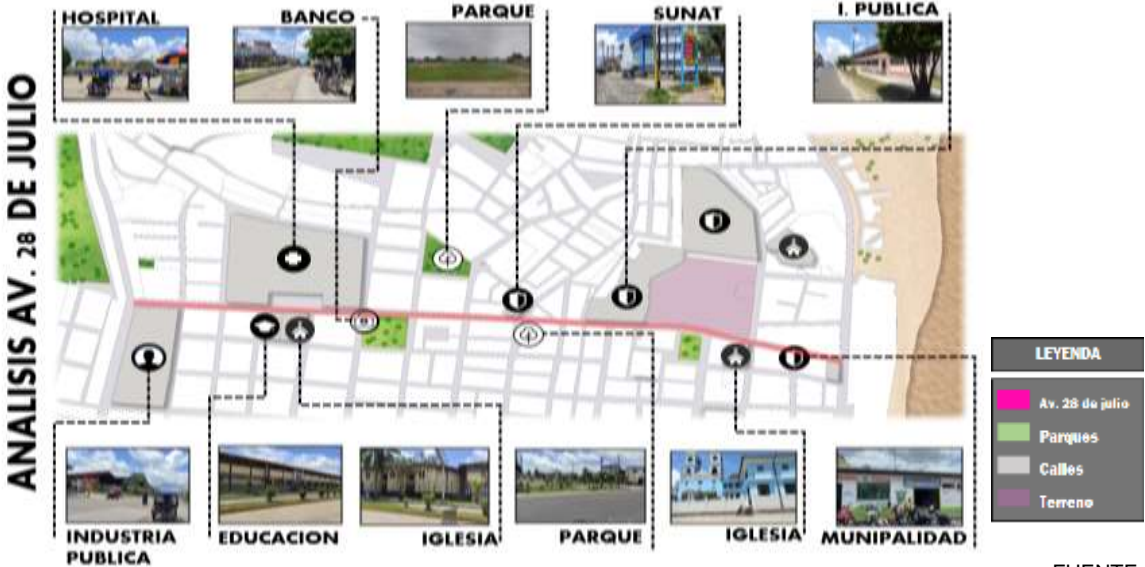 ANALISIS AV. 28 DE JULIO
HOSPITAL
BANCO
PARQUE
SUNAT
I. PUBLICA
INDUSTRIA
PUBLICA
EDUCACION
IGLESIA
PARQUE
IGLESIA
MUNIPALIDAD
LEYENDA
Av. 28 de julio
Parques
Calles
Terreno